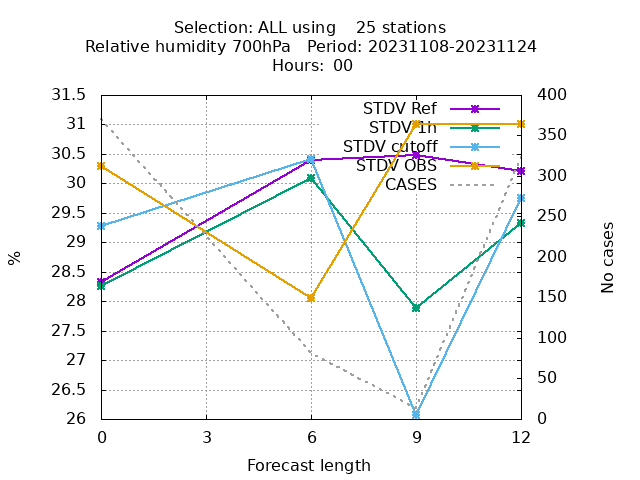 Selection: ALL using    25 stations
Relative humidity 700hPa   Period: 20231108-20231124
Hours:  00
STDV Ref
STDV 1h
STDV cutoff
STDV OBS
CASES
31.5
31
30.5
30
29.5
29
28.5
28
27.5
27
26.5
26
400
350
300
250
200
150
100
50
0
%
No cases
0 3 6 9 12
Forecast length